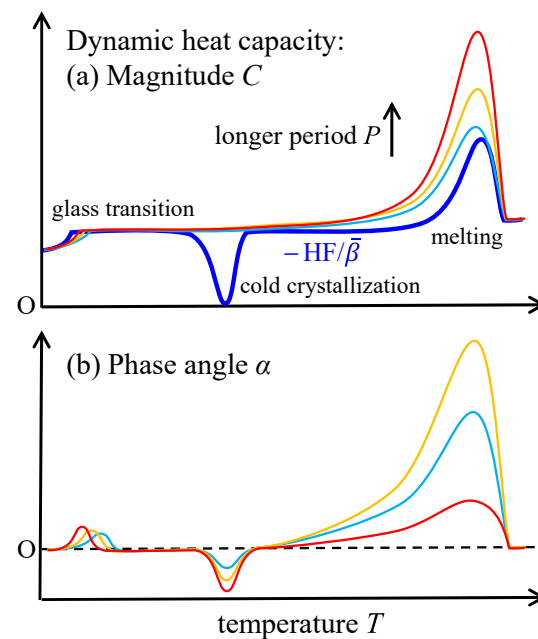 Dynamic heat capacity:
(a) Magnitude C
longer period P
glass transition
− HF/β̄
melting
cold crystallization
O
(b) Phase angle α
O
temperature T